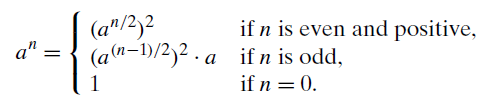 (a^{n/2})^2 if n is even and positive,
a^n = { (a^{(n−1)/2})^2 · a if n is odd,
1 if n = 0.